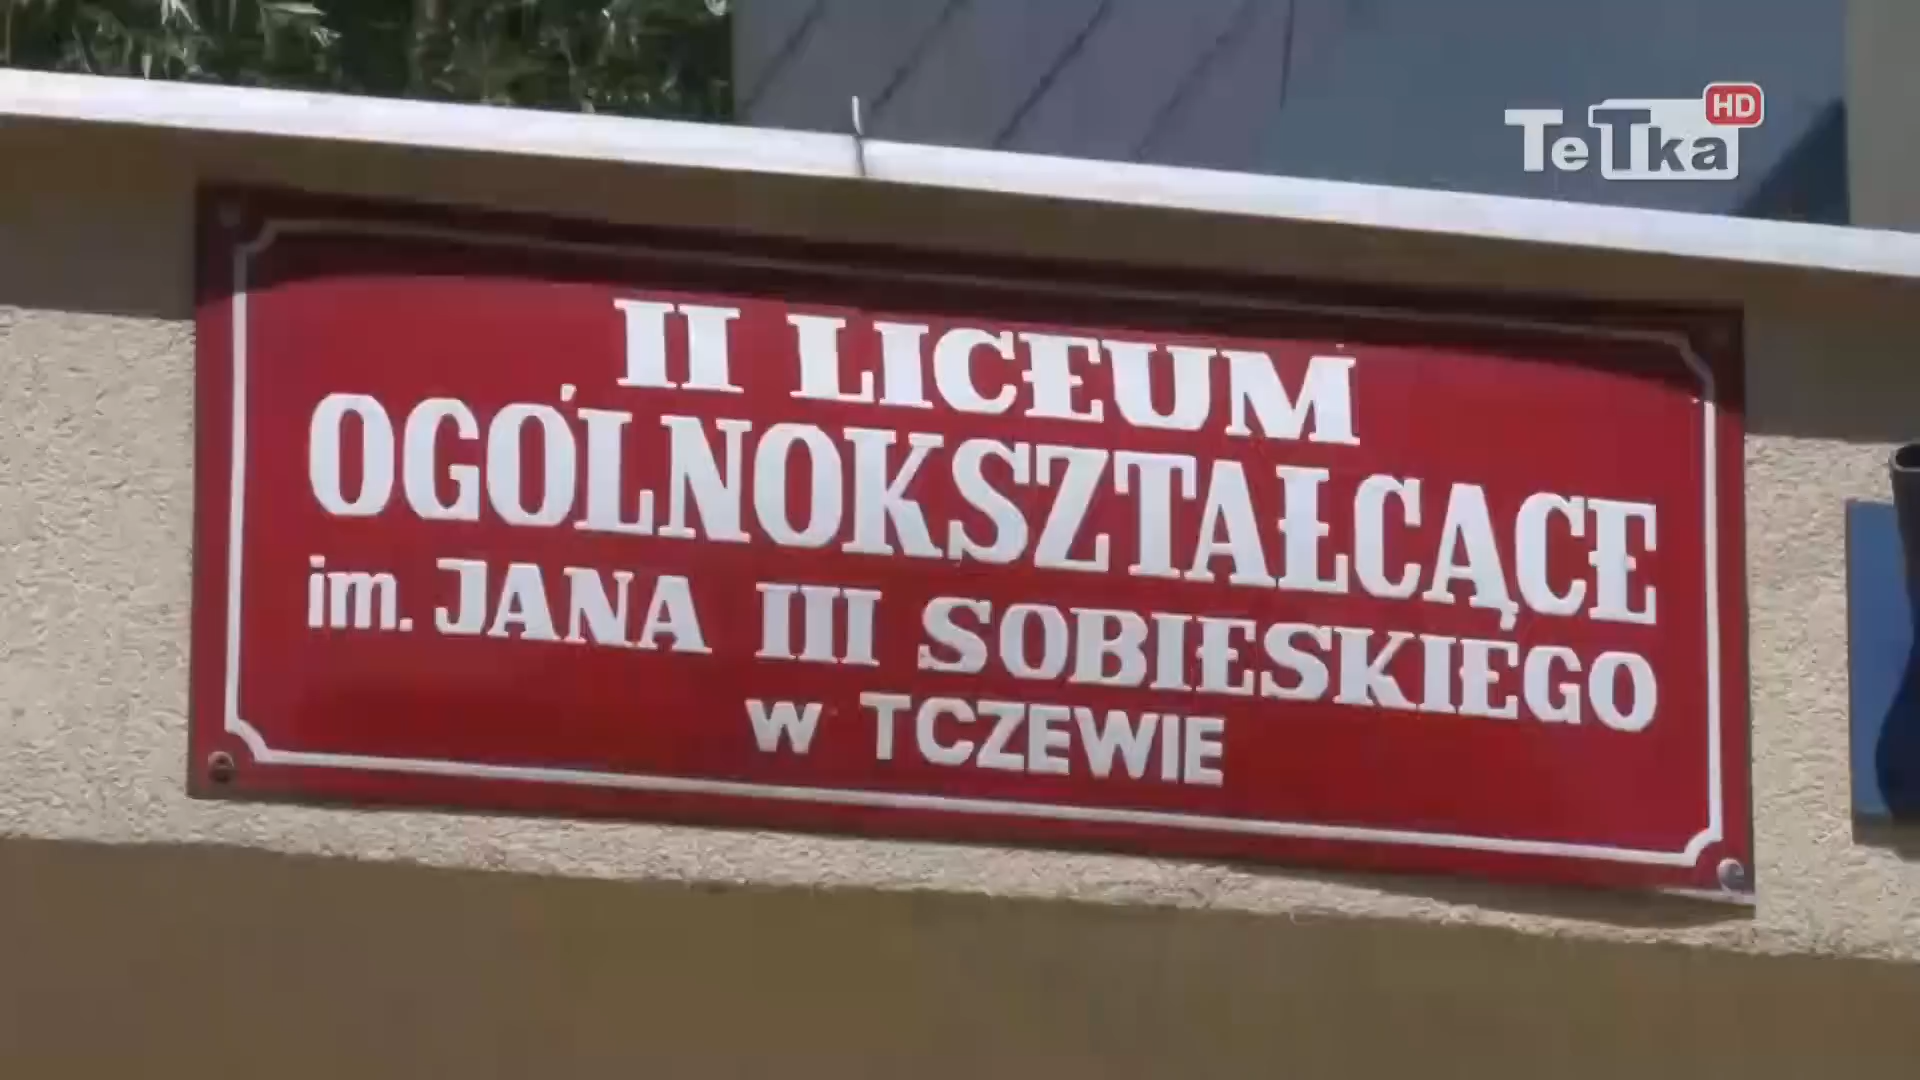 TeTka HD
II LICEUM
OGÓLNOKSZTAŁCĄCE
im. JANA III SOBIESKIEGO
W TCZEWIE